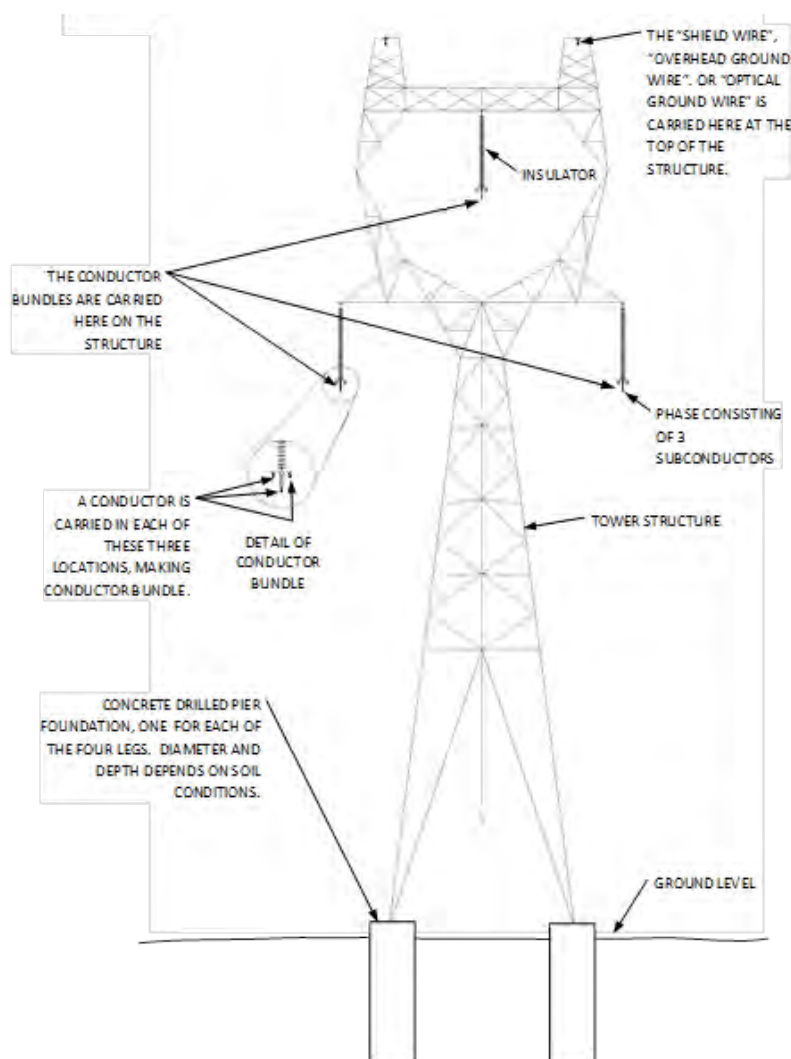 THE "SHIELD WIRE",
"OVERHEAD GROUND
WIRE". OR "OPTICAL
GROUND WIRE" IS
CARRIED HERE AT THE
TOP OF THE
STRUCTURE.
INSULATOR
THE CONDUCTOR
BUNDLES ARE CARRIED
HERE ON THE
STRUCTURE
PHASE CONSISTING
OF 3
SUBCONDUCTORS
A CONDUCTOR IS
CARRIED IN EACH OF
THESE THREE
LOCATIONS, MAKING
CONDUCTOR BUNDLE.
DETAIL OF
CONDUCTOR
BUNDLE
TOWER STRUCTURE
CONCRETE DRILLED PIER
FOUNDATION, ONE FOR EACH OF
THE FOUR LEGS. DIAMETER AND
DEPTH DEPENDS ON SOIL
CONDITIONS.
GROUND LEVEL